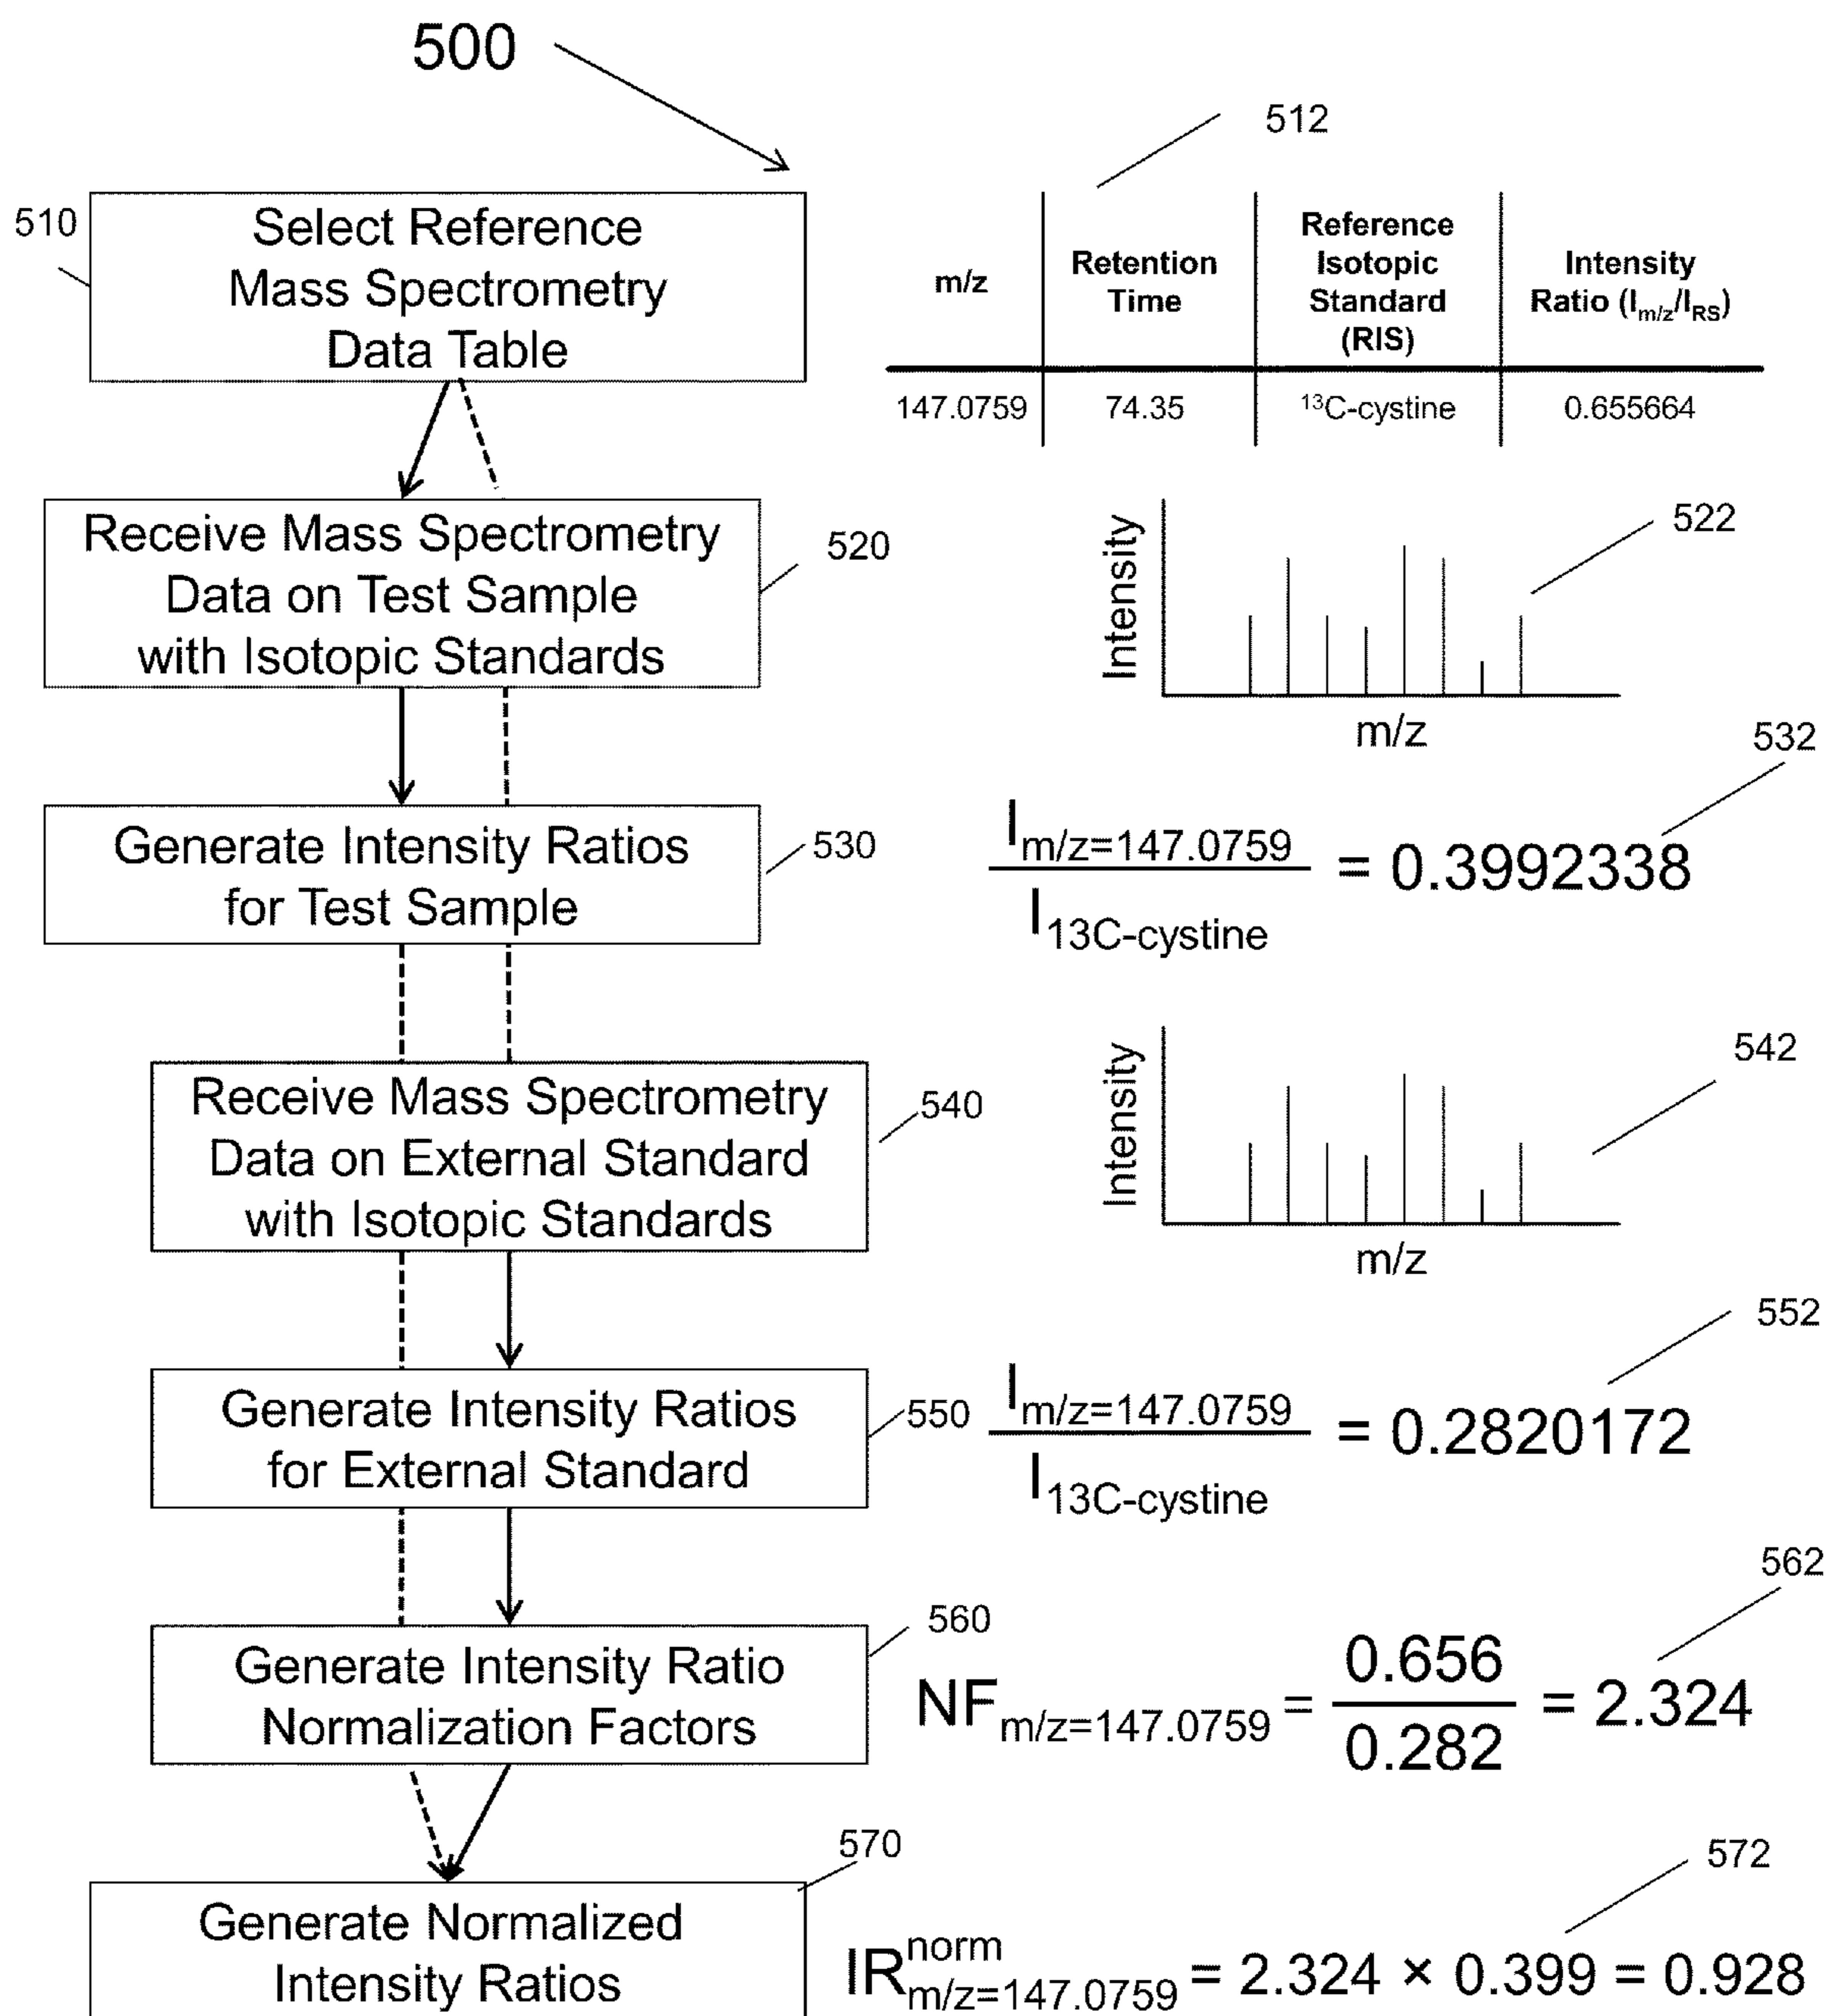 500
512
510
Select Reference
Mass Spectrometry
Data Table
m/z
Retention
Time
Reference
Isotopic
Standard
(RIS)
Intensity
Ratio (Im/z/IRS)
147.0759
74.35
13C-cystine
0.655664
Receive Mass Spectrometry
Data on Test Sample
with Isotopic Standards
520
Intensity
m/z
522
Generate Intensity Ratios
for Test Sample
530
Im/z=147.0759
I13C-cystine
= 0.3992338
532
Receive Mass Spectrometry
Data on External Standard
with Isotopic Standards
540
Intensity
m/z
542
Generate Intensity Ratios
for External Standard
550
Im/z=147.0759
I13C-cystine
= 0.2820172
552
Generate Intensity Ratio
Normalization Factors
560
NFm/z=147.0759 =
0.656
0.282
= 2.324
562
Generate Normalized
Intensity Ratios
570
IRnorm m/z=147.0759 = 2.324 × 0.399 = 0.928
572